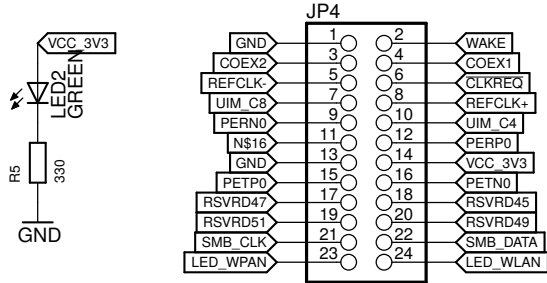 JP4
VCC_3V3
LED2
GREEN
R5
330
GND
GND 1 2 WAKE
COEX2 3 4 COEX1
REFCLK- 5 6 CLKREQ
UIM_C8 7 8 REFCLK+
PERN0 9 10 UIM_C4
N$16 11 12 PERP0
GND 13 14 VCC_3V3
PETP0 15 16 PETN0
RSVRD47 17 18 RSVRD45
RSVRD51 19 20 RSVRD49
SMB_CLK 21 22 SMB_DATA
LED_WPAN 23 24 LED_WLAN